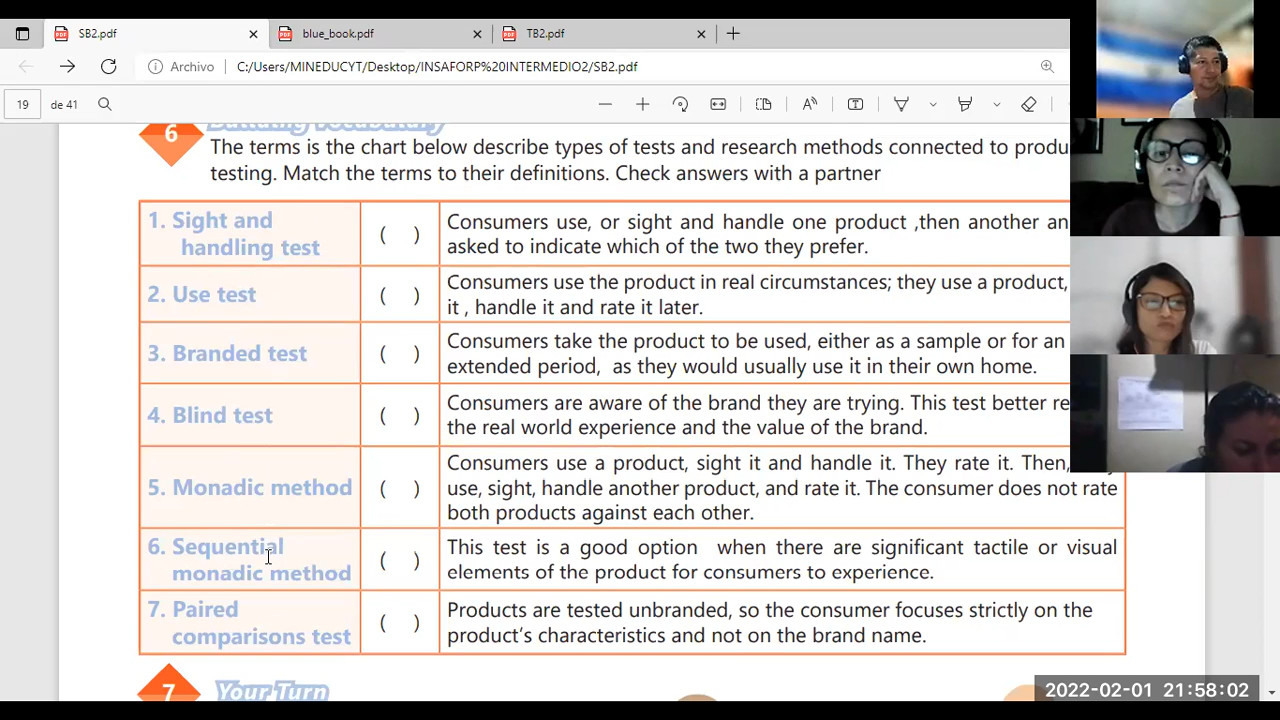 SB2.pdf
blue_book.pdf
TB2.pdf
Archivo
C:/Users/MINEDUCYT/Desktop/INSAFORP%20INTERMEDIO2/SB2.pdf
19
de 41
6
Building Vocabulary
The terms is the chart below describe types of tests and research methods connected to produ
testing. Match the terms to their definitions. Check answers with a partner
1. Sight and
handling test
( )
Consumers use, or sight and handle one product ,then another an
asked to indicate which of the two they prefer.
2. Use test
( )
Consumers use the product in real circumstances; they use a product,
it , handle it and rate it later.
3. Branded test
( )
Consumers take the product to be used, either as a sample or for an
extended period, as they would usually use it in their own home.
4. Blind test
( )
Consumers are aware of the brand they are trying. This test better re
the real world experience and the value of the brand.
5. Monadic method
( )
Consumers use a product, sight it and handle it. They rate it. Then,
use, sight, handle another product, and rate it. The consumer does not rate
both products against each other.
6. Sequential
monadic method
( )
This test is a good option when there are significant tactile or visual
elements of the product for consumers to experience.
7. Paired
comparisons test
( )
Products are tested unbranded, so the consumer focuses strictly on the
product's characteristics and not on the brand name.
7
Your Turn
2022-02-01 21:58:02